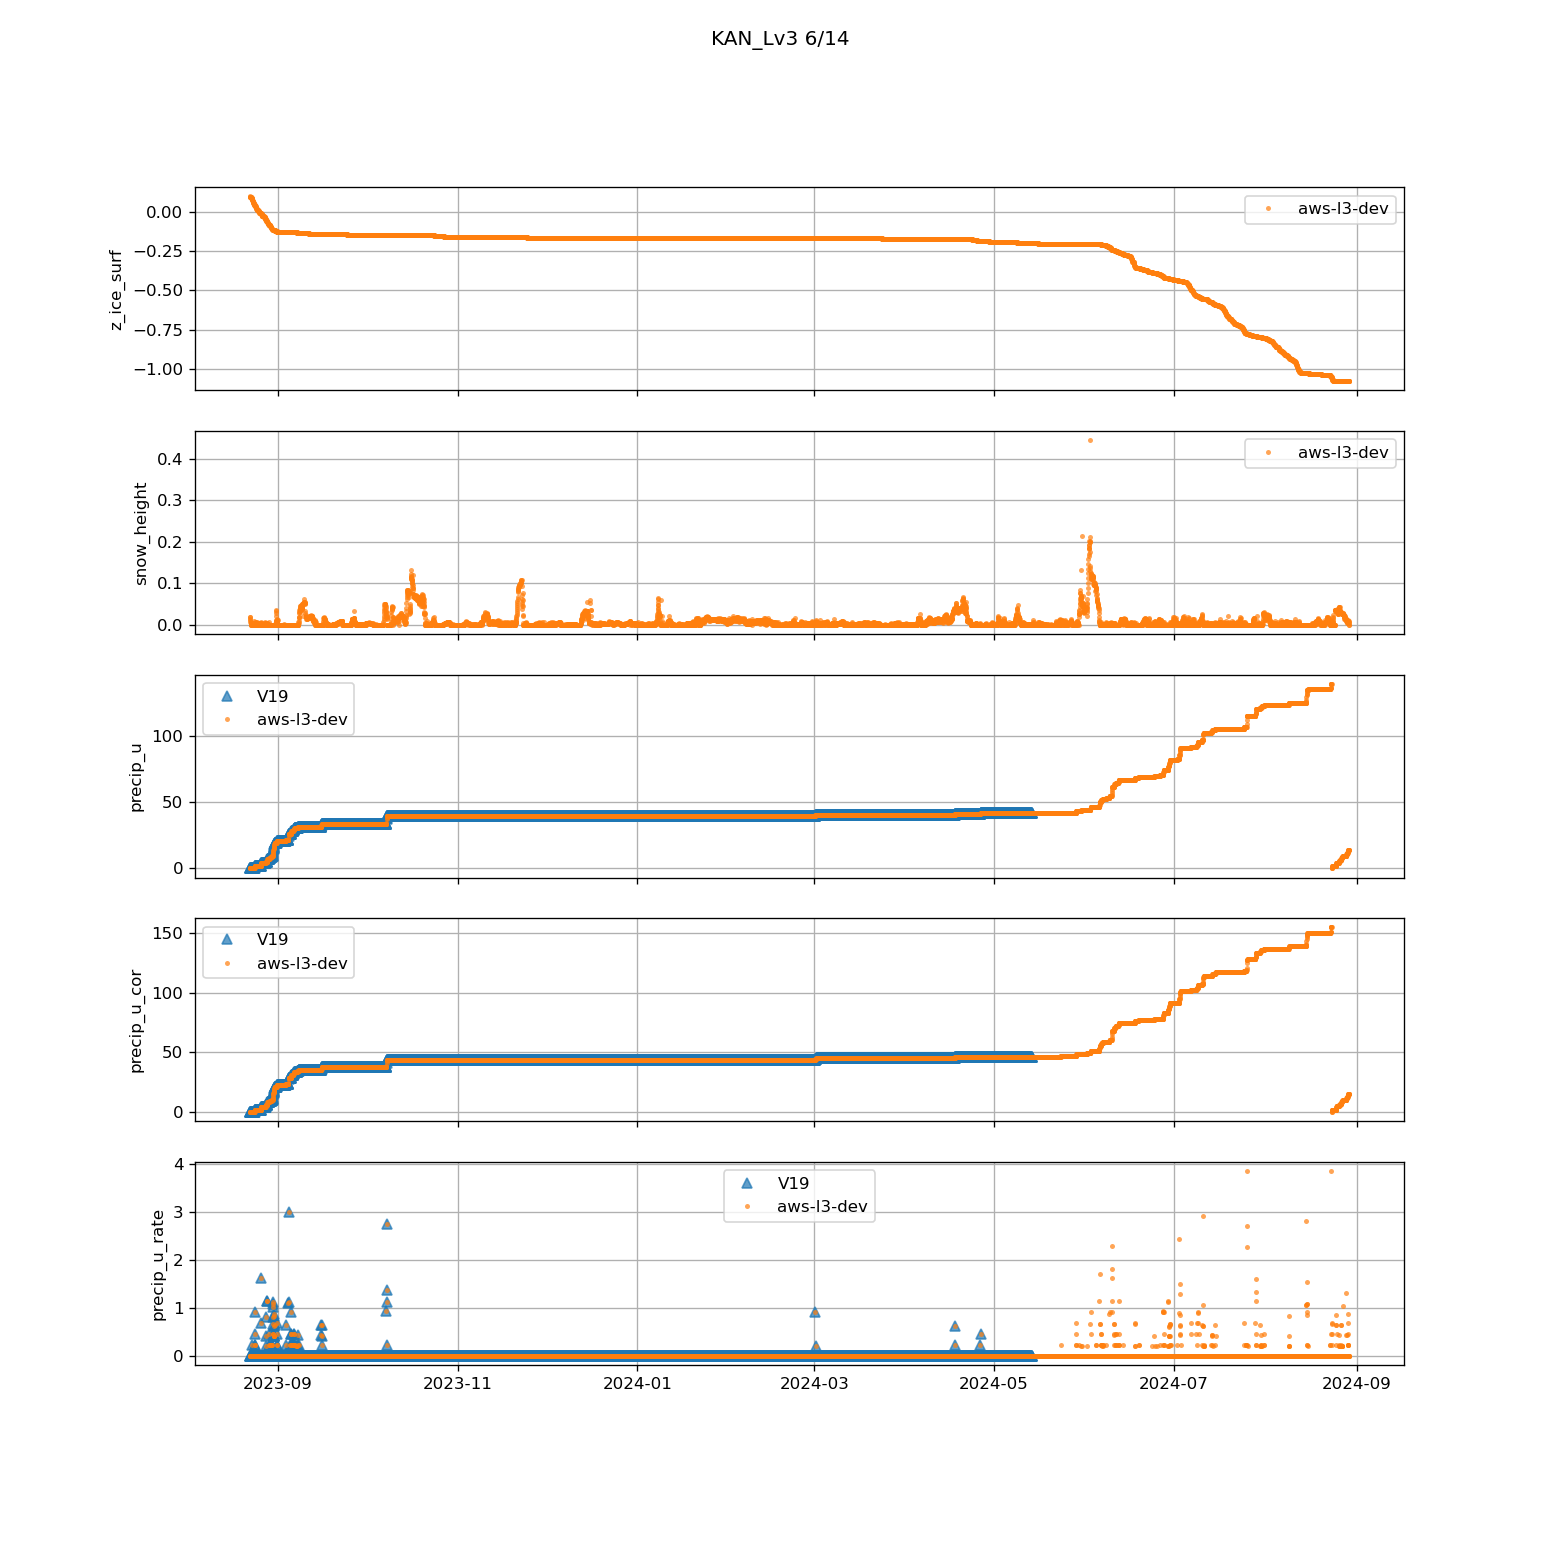 KAN_Lv3 6/14
aws-l3-dev
z_ice_surf
0.00
−0.25
−0.50
−0.75
−1.00
aws-l3-dev
snow_height
0.4
0.3
0.2
0.1
0.0
V19
aws-l3-dev
precip_u
100
50
0
V19
aws-l3-dev
precip_u_cor
150
100
50
0
V19
aws-l3-dev
precip_u_rate
4
3
2
1
0
2023-09 2023-11 2024-01 2024-03 2024-05 2024-07 2024-09